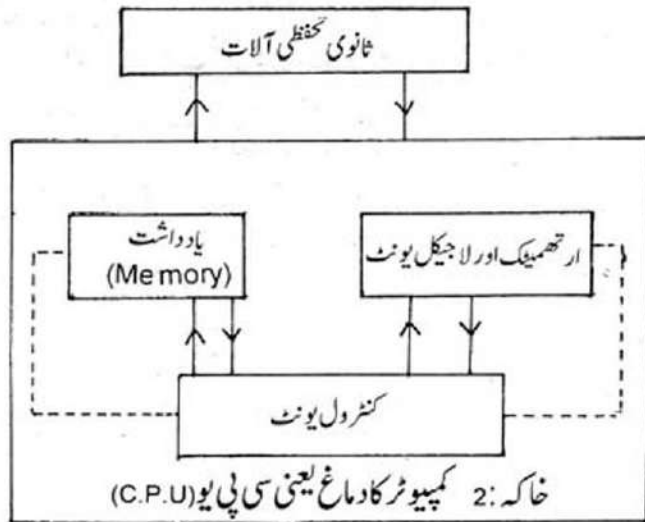 ثانوی تحفظی آلات
یادداشت
(Memory)
ارتھمیٹک اور لاجیکل یونٹ
کنٹرول یونٹ
خاکہ :2 کمپیوٹر کا دماغ یعنی سی پی یو (C.P.U)